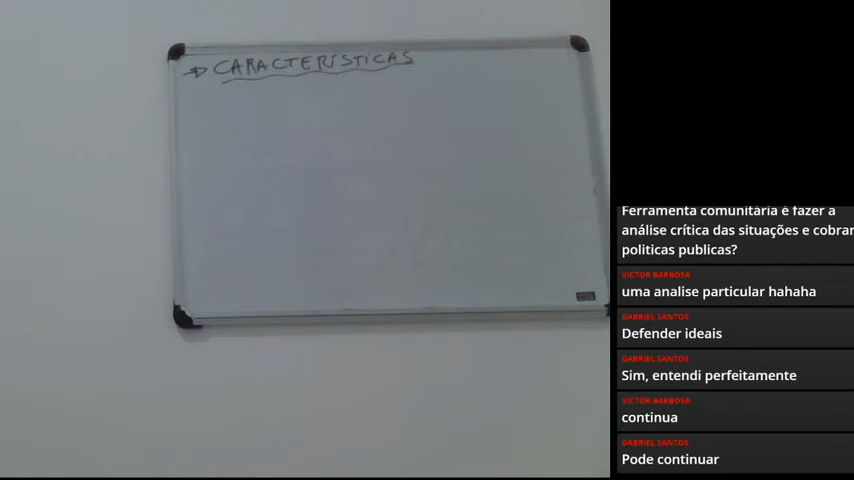 → CARACTERÍSTICAS
Ferramenta comunitária é fazer a
análise crítica das situações e cobrar
politicas publicas?
VICTOR BARBOSA
uma analise particular hahaha
GABRIEL SANTOS
Defender ideais
GABRIEL SANTOS
Sim, entendi perfeitamente
VICTOR BARBOSA
continua
GABRIEL SANTOS
Pode continuar